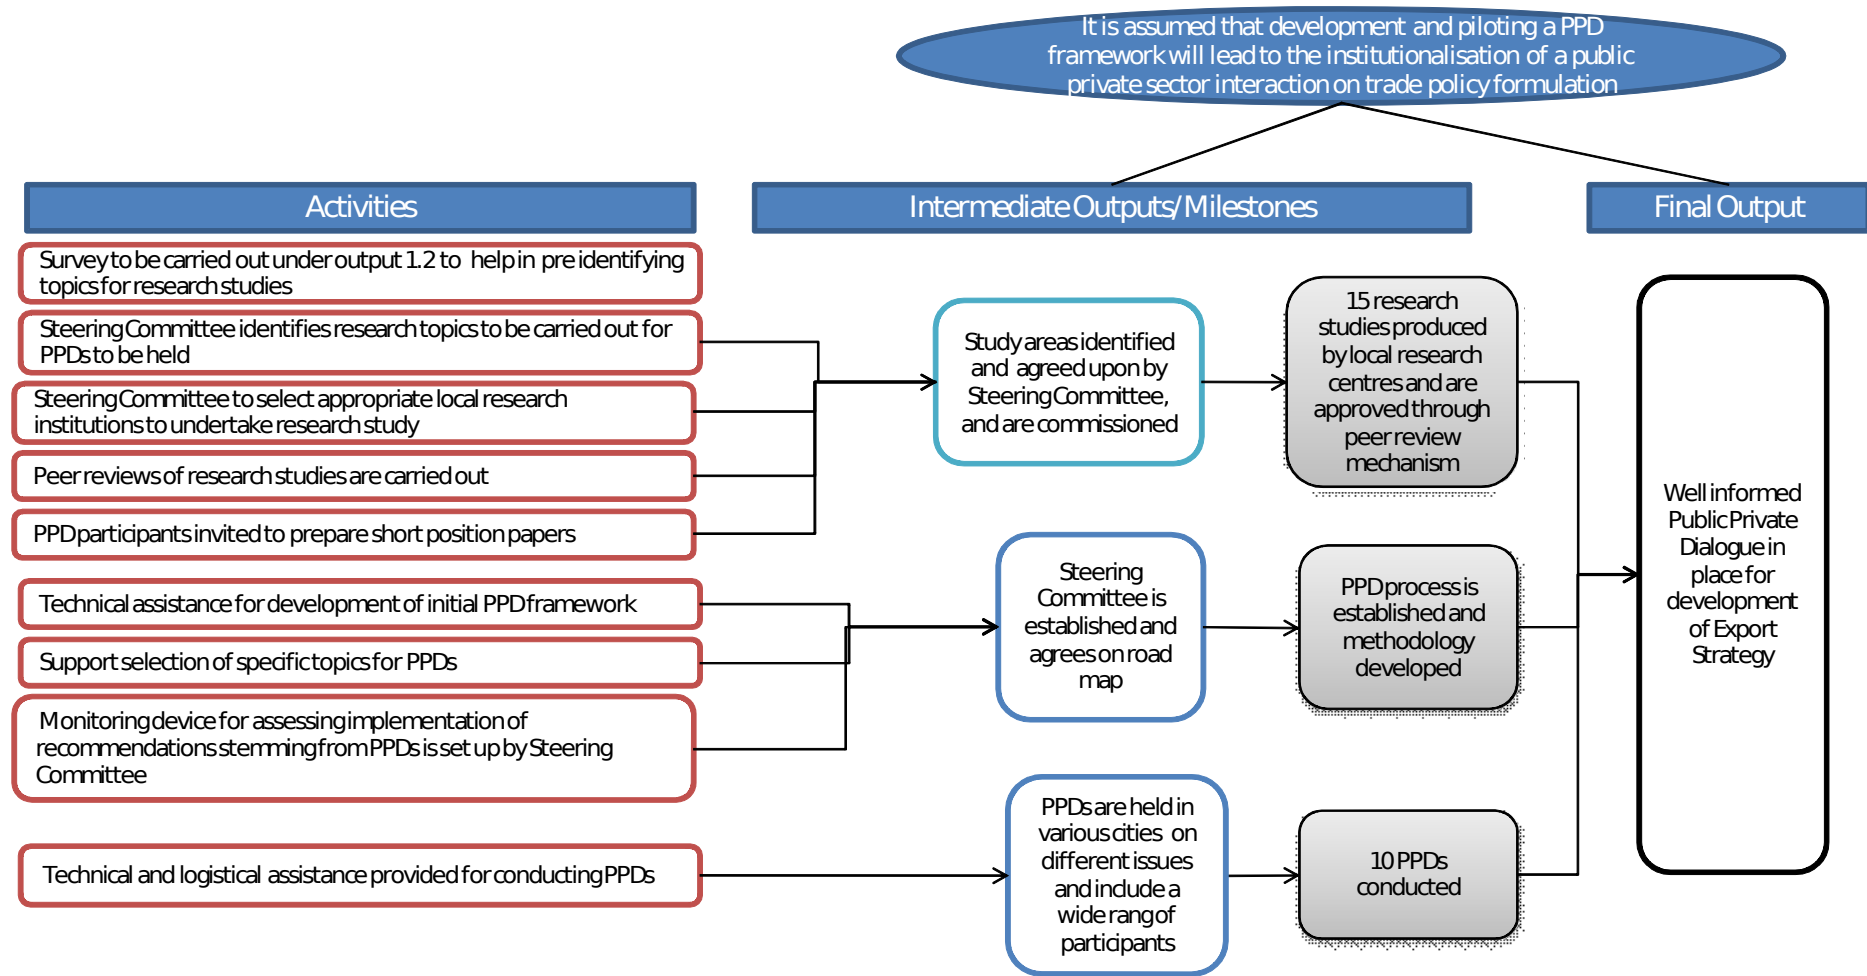 It is assumed that development and piloting a PPD
framework will lead to the institutionalisation of a public
private sector interaction on trade policy formulation
Activities
Intermediate Outputs/Milestones
Final Output
Survey to be carried out under output 1.2 to help in pre identifying
topics for research studies
Steering Committee identifies research topics to be carried out for
PPDs to be held
Steering Committee to select appropriate local research
institutions to undertake research study
Peer reviews of research studies are carried out
PPD participants invited to prepare short position papers
Technical assistance for development of initial PPD framework
Support selection of specific topics for PPDs
Monitoring device for assessing implementation of
recommendations stemming from PPDs is set up by Steering
Committee
Technical and logistical assistance provided for conducting PPDs
Study areas identified
and agreed upon by
Steering Committee,
and are commissioned
15 research
studies produced
by local research
centres and are
approved through
peer review
mechanism
Steering
Committee is
established and
agrees on road
map
PPD process is
established and
methodology
developed
PPDs are held in
various cities on
different issues
and include a
wide rang of
participants
10 PPDs
conducted
Well informed
Public Private
Dialogue in
place for
development
of Export
Strategy